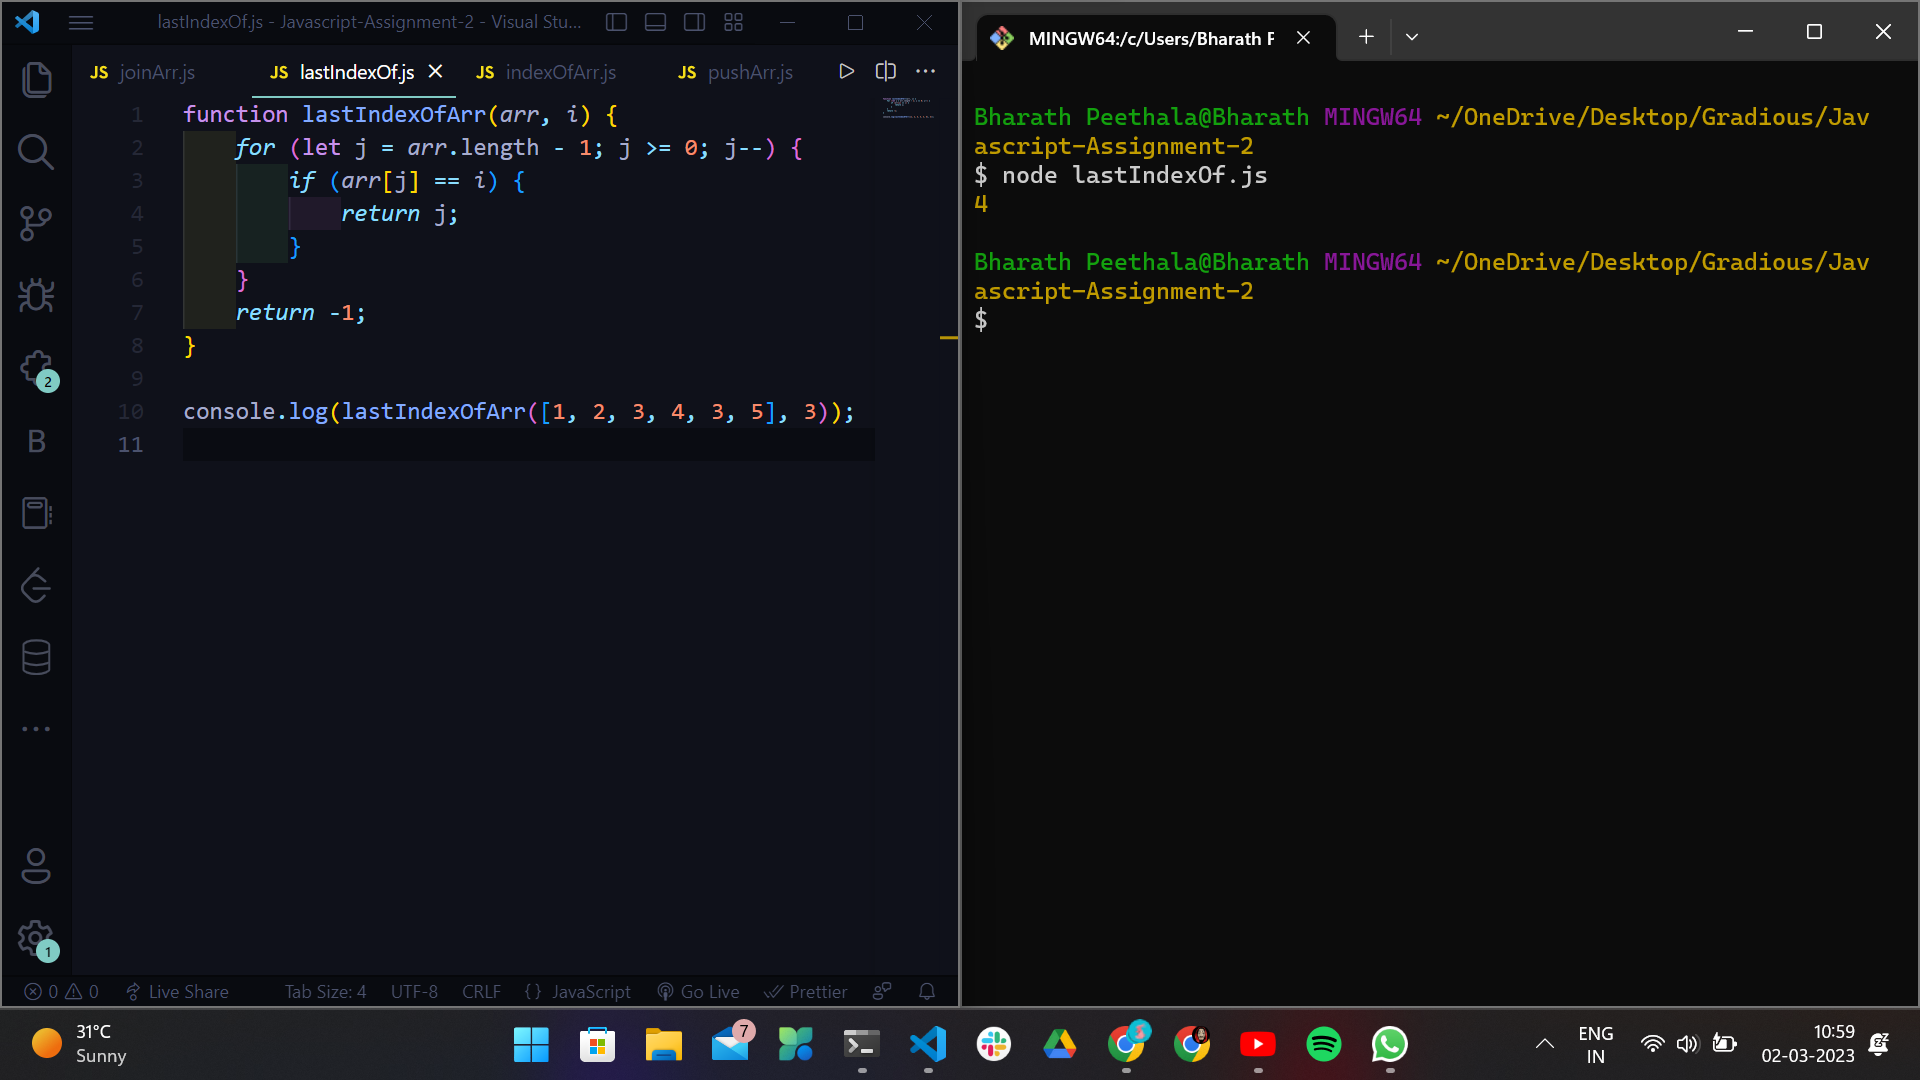 lastIndexOf.js - Javascript-Assignment-2 - Visual Stu...
JS joinArr.js
JS lastIndexOf.js
JS indexOfArr.js
JS pushArr.js
1 function lastIndexOfArr(arr, i) {
2 for (let j = arr.length - 1; j >= 0; j--) {
3 if (arr[j] == i) {
4 return j;
5 }
6 }
7 return -1;
8 }
9
10 console.log(lastIndexOfArr([1, 2, 3, 4, 3, 5], 3));
11
2
B
1
0 0 Live Share Tab Size: 4 UTF-8 CRLF {} JavaScript Go Live Prettier
MINGW64:/c/Users/Bharath P
Bharath Peethala@Bharath MINGW64 ~/OneDrive/Desktop/Gradious/Jav
ascript-Assignment-2
$ node lastIndexOf.js
4
Bharath Peethala@Bharath MINGW64 ~/OneDrive/Desktop/Gradious/Jav
ascript-Assignment-2
$
31°C
Sunny
7
ENG
IN
10:59
02-03-2023